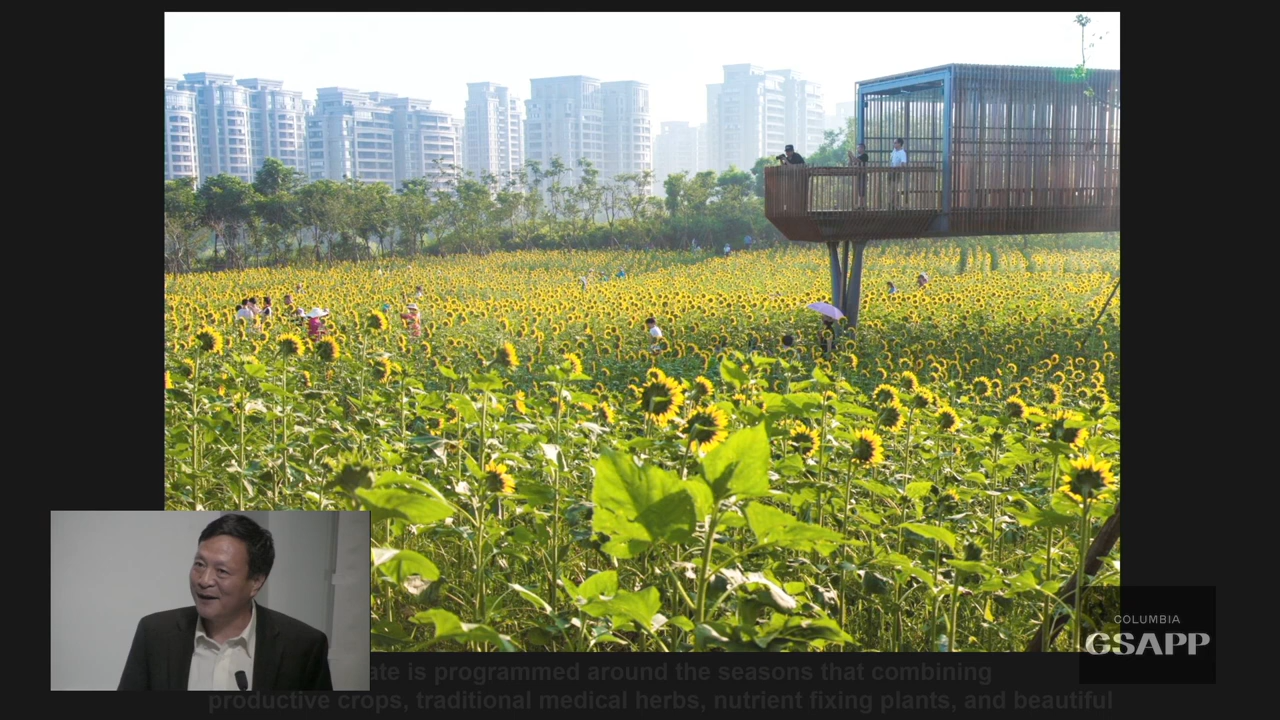 COLUMBIA
GSAPP
ate is programmed around the seasons that combining
productive crops, traditional medical herbs, nutrient fixing plants, and beautiful